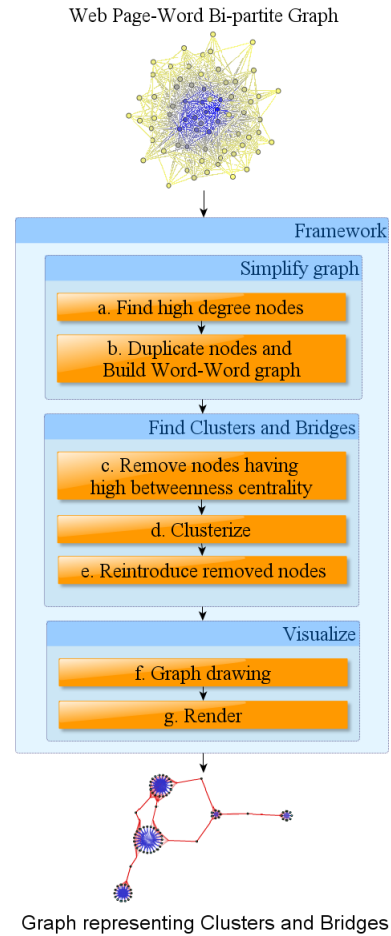 Web Page-Word Bi-partite Graph
Framework
Simplify graph
a. Find high degree nodes
b. Duplicate nodes and
Build Word-Word graph
Find Clusters and Bridges
c. Remove nodes having
high betweenness centrality
d. Clusterize
e. Reintroduce removed nodes
Visualize
f. Graph drawing
g. Render
Graph representing Clusters and Bridges